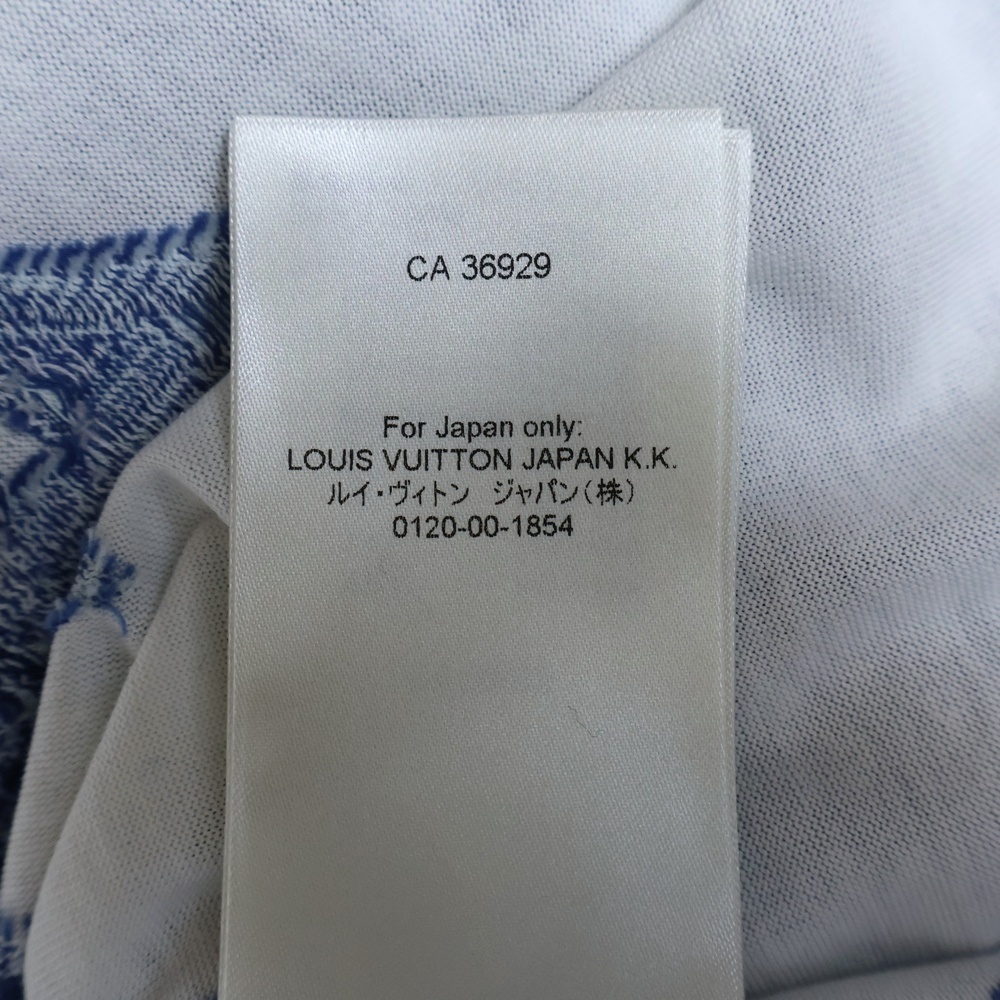 CA 36929
For Japan only:
LOUIS VUITTON JAPAN K.K.
ルイ・ヴィトン ジャパン(株)
0120-00-1854